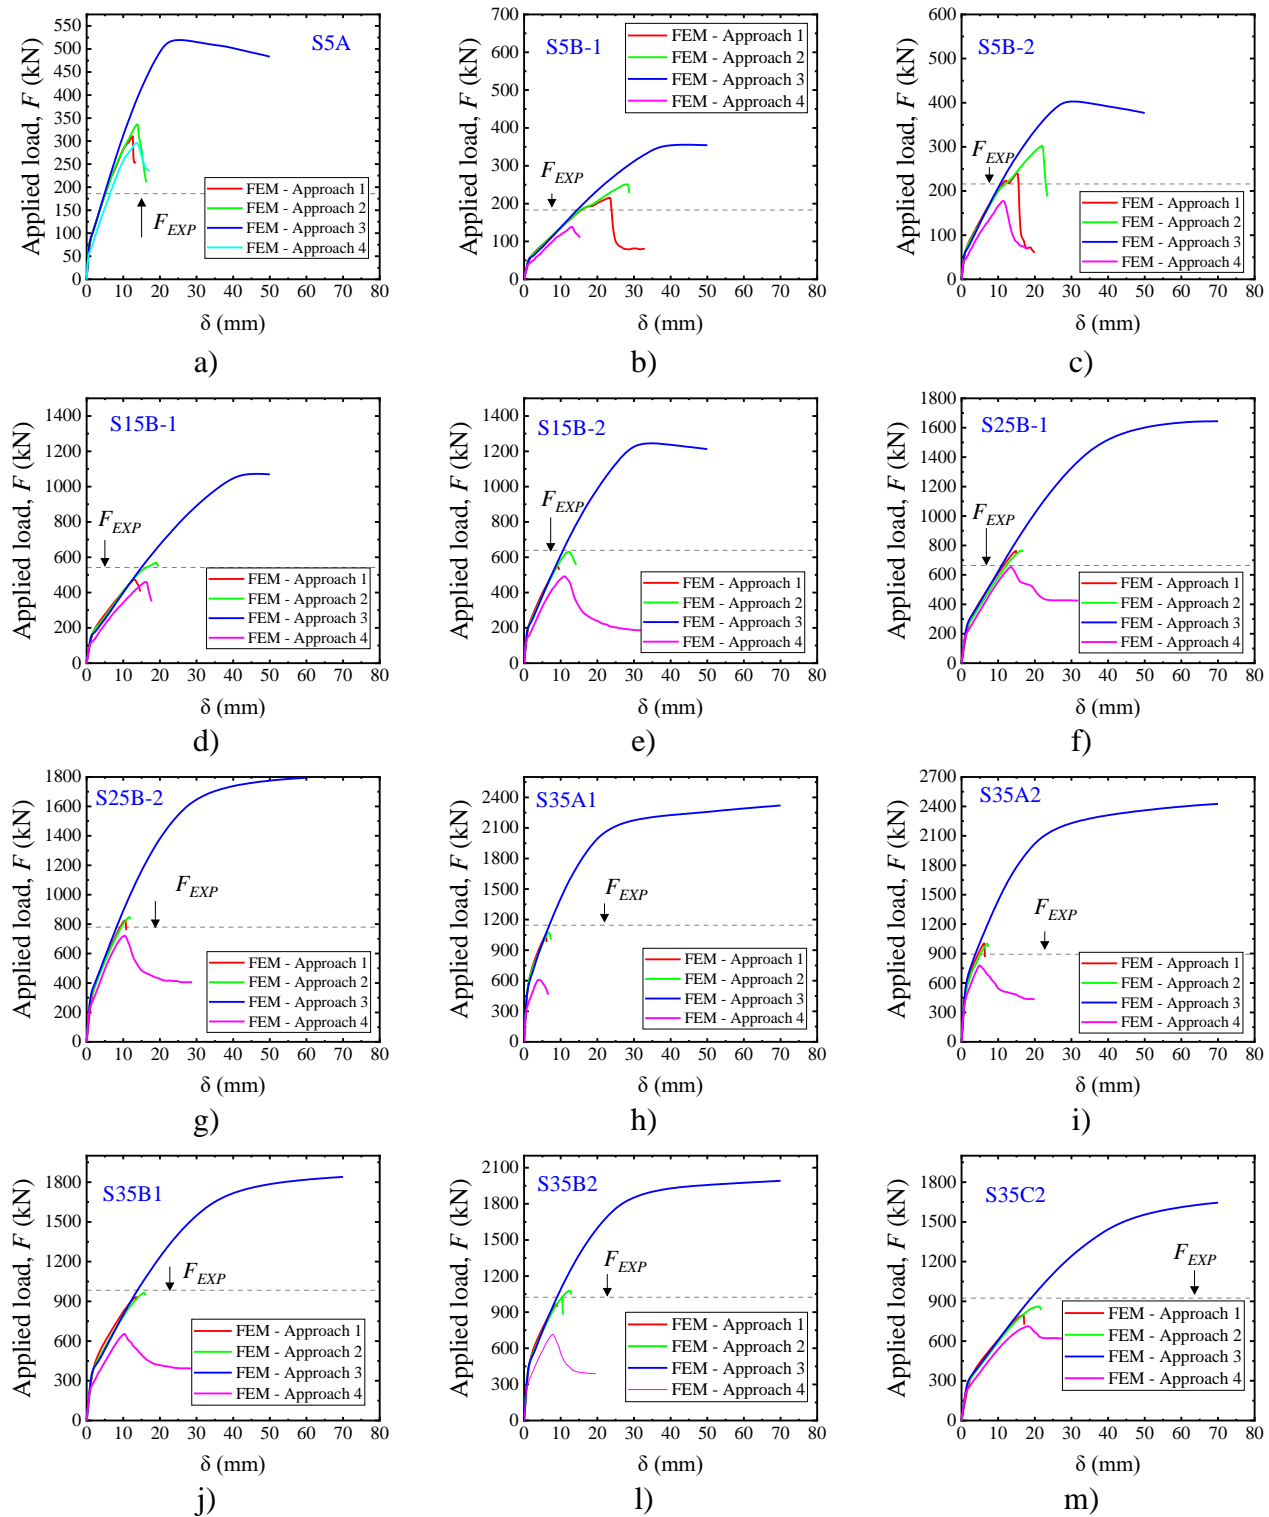 S5A
Applied load, F (kN)
550
500
450
400
350
300
250
200
150
100
50
0
F_EXP
FEM - Approach 1
FEM - Approach 2
FEM - Approach 3
FEM - Approach 4
0 10 20 30 40 50 60 70 80
δ (mm)
a)
S5B-1
Applied load, F (kN)
700
600
500
400
300
200
100
0
FEM - Approach 1
FEM - Approach 2
FEM - Approach 3
FEM - Approach 4
F_EXP
0 10 20 30 40 50 60 70 80
δ (mm)
b)
S5B-2
Applied load, F (kN)
600
500
400
300
200
100
0
F_EXP
FEM - Approach 1
FEM - Approach 2
FEM - Approach 3
FEM - Approach 4
0 10 20 30 40 50 60 70 80
δ (mm)
c)
S15B-1
Applied load, F (kN)
1400
1200
1000
800
600
400
200
0
F_EXP
FEM - Approach 1
FEM - Approach 2
FEM - Approach 3
FEM - Approach 4
0 10 20 30 40 50 60 70 80
δ (mm)
d)
S15B-2
Applied load, F (kN)
1400
1200
1000
800
600
400
200
0
F_EXP
FEM - Approach 1
FEM - Approach 2
FEM - Approach 3
FEM - Approach 4
0 10 20 30 40 50 60 70 80
δ (mm)
e)
S25B-1
Applied load, F (kN)
1800
1600
1400
1200
1000
800
600
400
200
0
F_EXP
FEM - Approach 1
FEM - Approach 2
FEM - Approach 3
FEM - Approach 4
0 10 20 30 40 50 60 70 80
δ (mm)
f)
S25B-2
Applied load, F (kN)
1800
1600
1400
1200
1000
800
600
400
200
0
F_EXP
FEM - Approach 1
FEM - Approach 2
FEM - Approach 3
FEM - Approach 4
0 10 20 30 40 50 60 70 80
δ (mm)
g)
S35A1
Applied load, F (kN)
2400
2100
1800
1500
1200
900
600
300
0
F_EXP
FEM - Approach 1
FEM - Approach 2
FEM - Approach 3
FEM - Approach 4
0 10 20 30 40 50 60 70 80
δ (mm)
h)
S35A2
Applied load, F (kN)
2700
2400
2100
1800
1500
1200
900
600
300
0
F_EXP
FEM - Approach 1
FEM - Approach 2
FEM - Approach 3
FEM - Approach 4
0 10 20 30 40 50 60 70 80
δ (mm)
i)
S35B1
Applied load, F (kN)
1800
1500
1200
900
600
300
0
F_EXP
FEM - Approach 1
FEM - Approach 2
FEM - Approach 3
FEM - Approach 4
0 10 20 30 40 50 60 70 80
δ (mm)
j)
S35B2
Applied load, F (kN)
2100
1800
1500
1200
900
600
300
0
F_EXP
FEM - Approach 1
FEM - Approach 2
FEM - Approach 3
FEM - Approach 4
0 10 20 30 40 50 60 70 80
δ (mm)
l)
S35C2
Applied load, F (kN)
1800
1500
1200
900
600
300
0
F_EXP
FEM - Approach 1
FEM - Approach 2
FEM - Approach 3
FEM - Approach 4
0 10 20 30 40 50 60 70 80
δ (mm)
m)